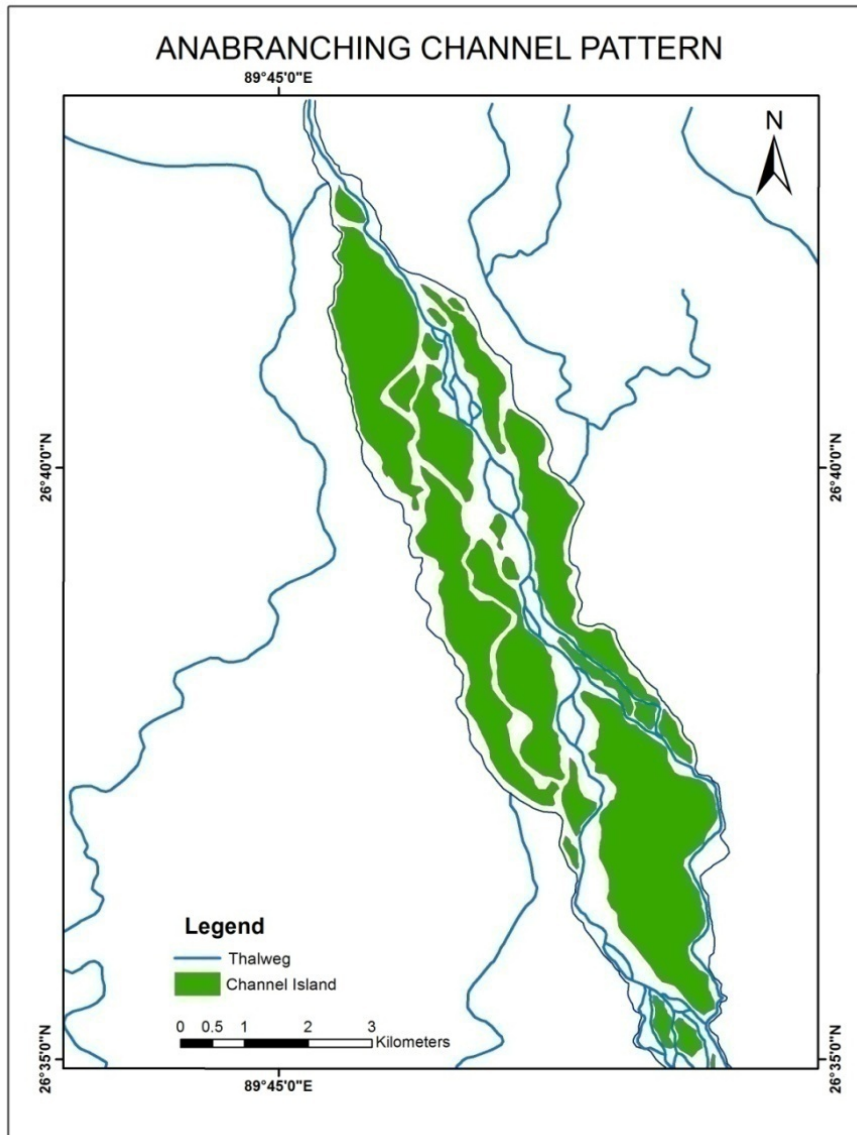 ANABRANCHING CHANNEL PATTERN
89°45'0"E
N
26°40'0"N
26°40'0"N
Legend
Thalweg
Channel Island
0 0.5 1 2 3
Kilometers
26°35'0"N
26°35'0"N
89°45'0"E